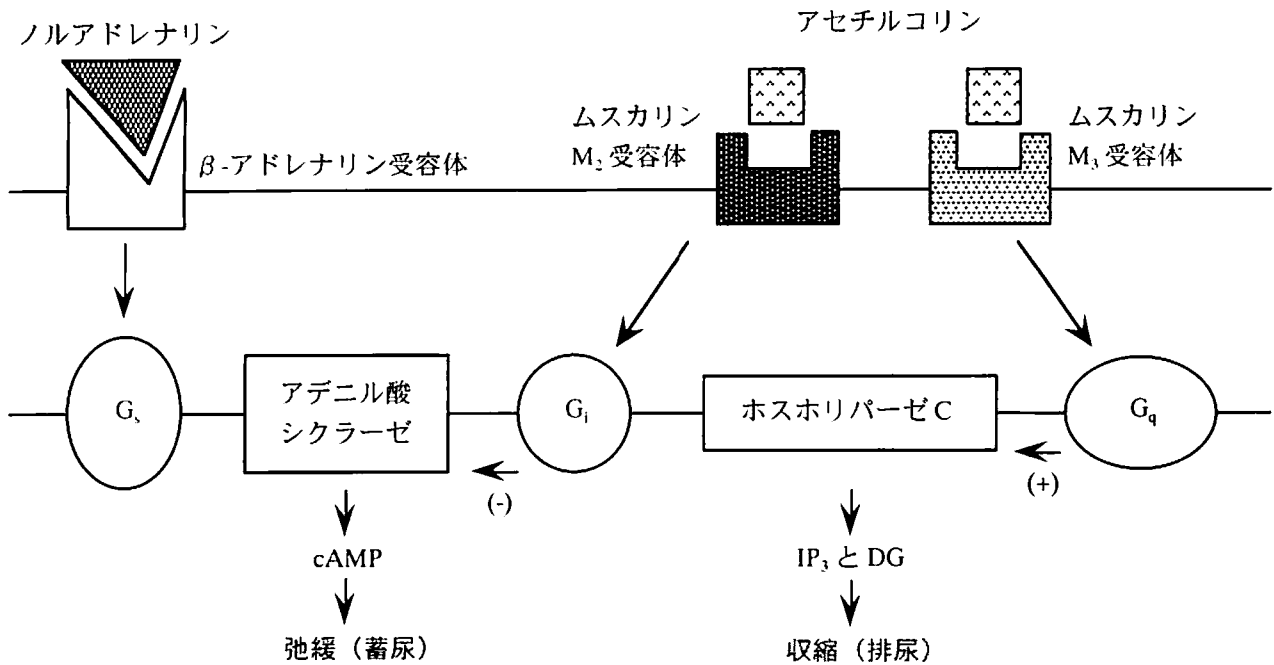 ノルアドレナリン
アセチルコリン
ムスカリン
M₂受容体
ムスカリン
M₃受容体
β-アドレナリン受容体
Gₛ
アデニル酸
シクラーゼ
Gᵢ
ホスホリパーゼC
G_q
(-)
(+)
cAMP
IP₃とDG
弛緩（蓄尿）
収縮（排尿）